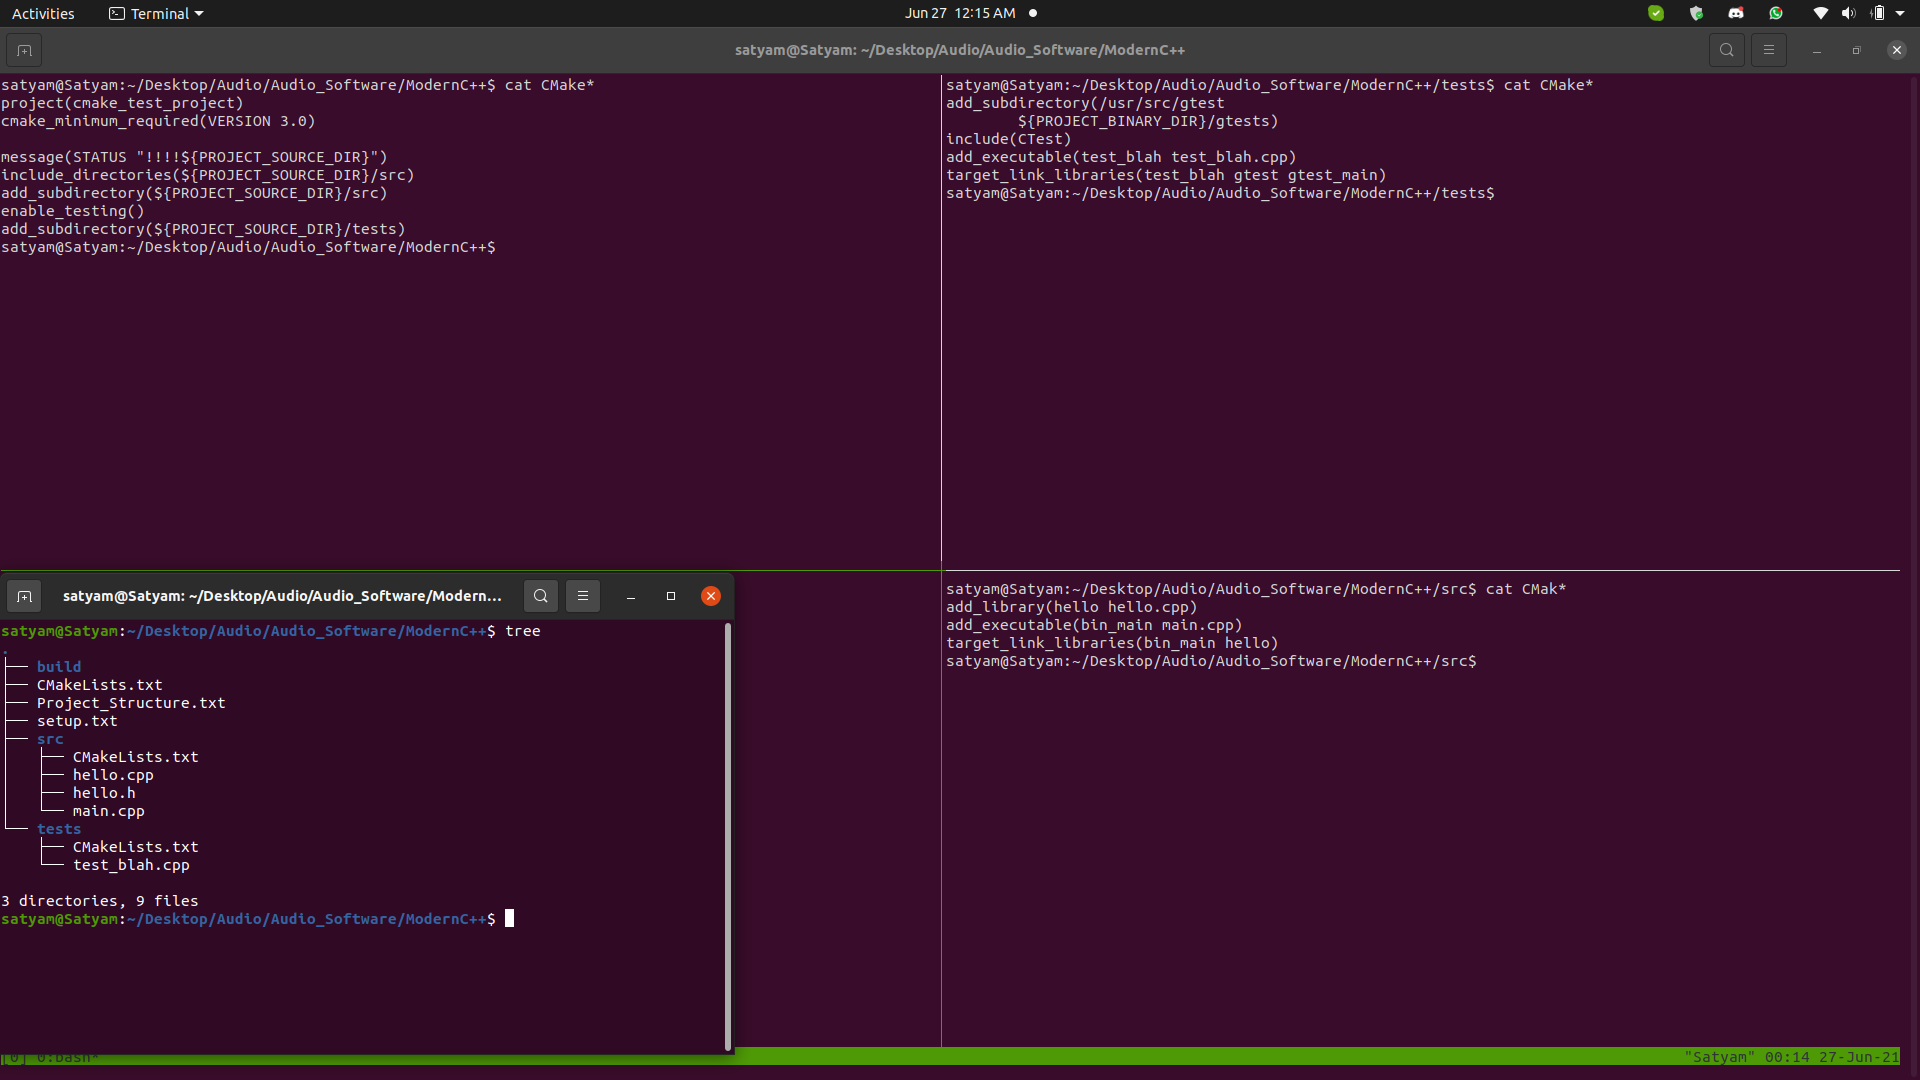 Activities
Terminal
Jun 27 12:15 AM
satyam@Satyam: ~/Desktop/Audio/Audio_Software/ModernC++
satyam@Satyam:~/Desktop/Audio/Audio_Software/ModernC++$ cat CMake*
project(cmake_test_project)
cmake_minimum_required(VERSION 3.0)
message(STATUS "!!!!${PROJECT_SOURCE_DIR}")
include_directories(${PROJECT_SOURCE_DIR}/src)
add_subdirectory(${PROJECT_SOURCE_DIR}/src)
enable_testing()
add_subdirectory(${PROJECT_SOURCE_DIR}/tests)
satyam@Satyam:~/Desktop/Audio/Audio_Software/ModernC++$
satyam@Satyam:~/Desktop/Audio/Audio_Software/ModernC++/tests$ cat CMake*
add_subdirectory(/usr/src/gtest
${PROJECT_BINARY_DIR}/gtests)
include(CTest)
add_executable(test_blah test_blah.cpp)
target_link_libraries(test_blah gtest gtest_main)
satyam@Satyam:~/Desktop/Audio/Audio_Software/ModernC++/tests$
satyam@Satyam: ~/Desktop/Audio/Audio_Software/Modern...
satyam@Satyam:~/Desktop/Audio/Audio_Software/ModernC++$ tree
.
├── build
├── CMakeLists.txt
├── Project_Structure.txt
├── setup.txt
├── src
│   ├── CMakeLists.txt
│   ├── hello.cpp
│   ├── hello.h
│   └── main.cpp
└── tests
    ├── CMakeLists.txt
    └── test_blah.cpp
3 directories, 9 files
satyam@Satyam:~/Desktop/Audio/Audio_Software/ModernC++$
satyam@Satyam:~/Desktop/Audio/Audio_Software/ModernC++/src$ cat CMak*
add_library(hello hello.cpp)
add_executable(bin_main main.cpp)
target_link_libraries(bin_main hello)
satyam@Satyam:~/Desktop/Audio/Audio_Software/ModernC++/src$
[0] 0:bash*
"Satyam" 00:14 27-Jun-21